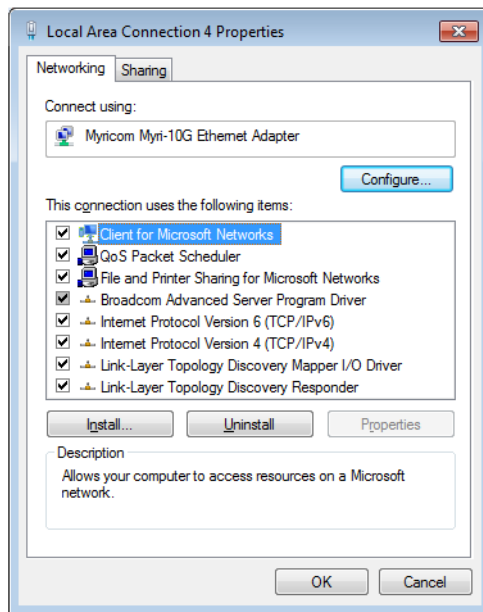 Local Area Connection 4 Properties
Networking
Sharing
Connect using:
Myricom Myri-10G Ethernet Adapter
Configure...
This connection uses the following items:
Client for Microsoft Networks
QoS Packet Scheduler
File and Printer Sharing for Microsoft Networks
Broadcom Advanced Server Program Driver
Internet Protocol Version 6 (TCP/IPv6)
Internet Protocol Version 4 (TCP/IPv4)
Link-Layer Topology Discovery Mapper I/O Driver
Link-Layer Topology Discovery Responder
Install...
Uninstall
Properties
Description
Allows your computer to access resources on a Microsoft
network.
OK
Cancel